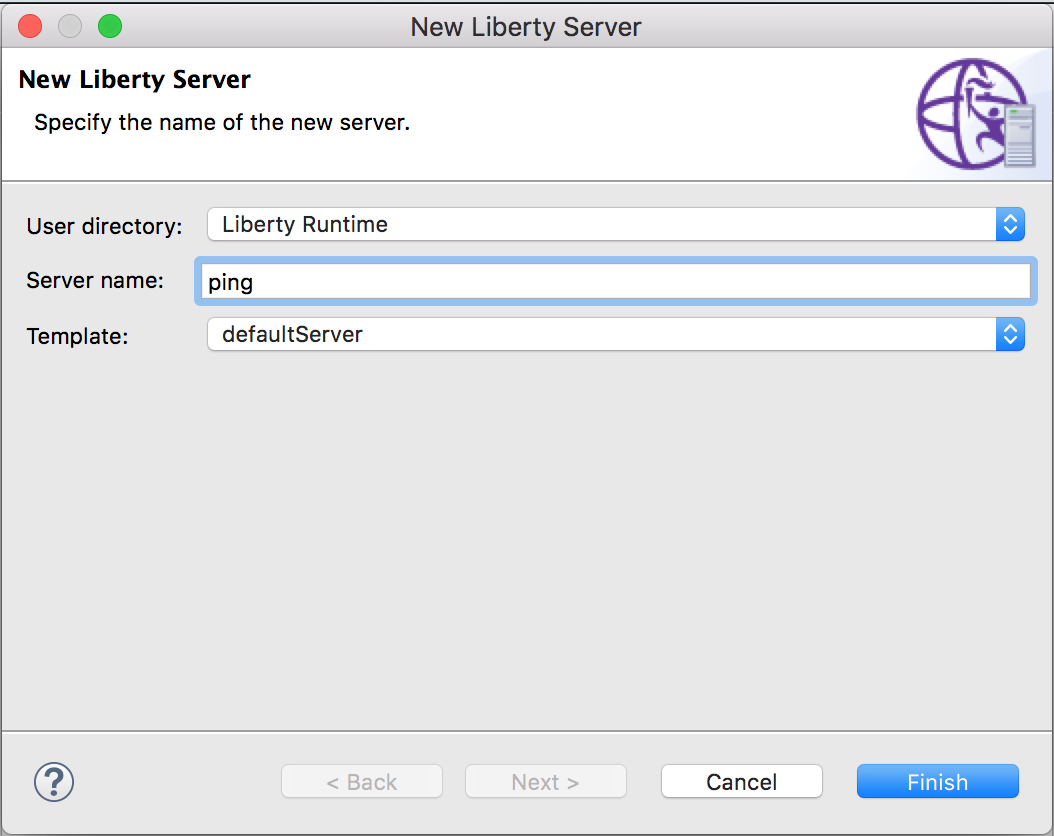 New Liberty Server
New Liberty Server
Specify the name of the new server.
User directory: Liberty Runtime
Server name: ping
Template: defaultServer
? < Back Next > Cancel Finish